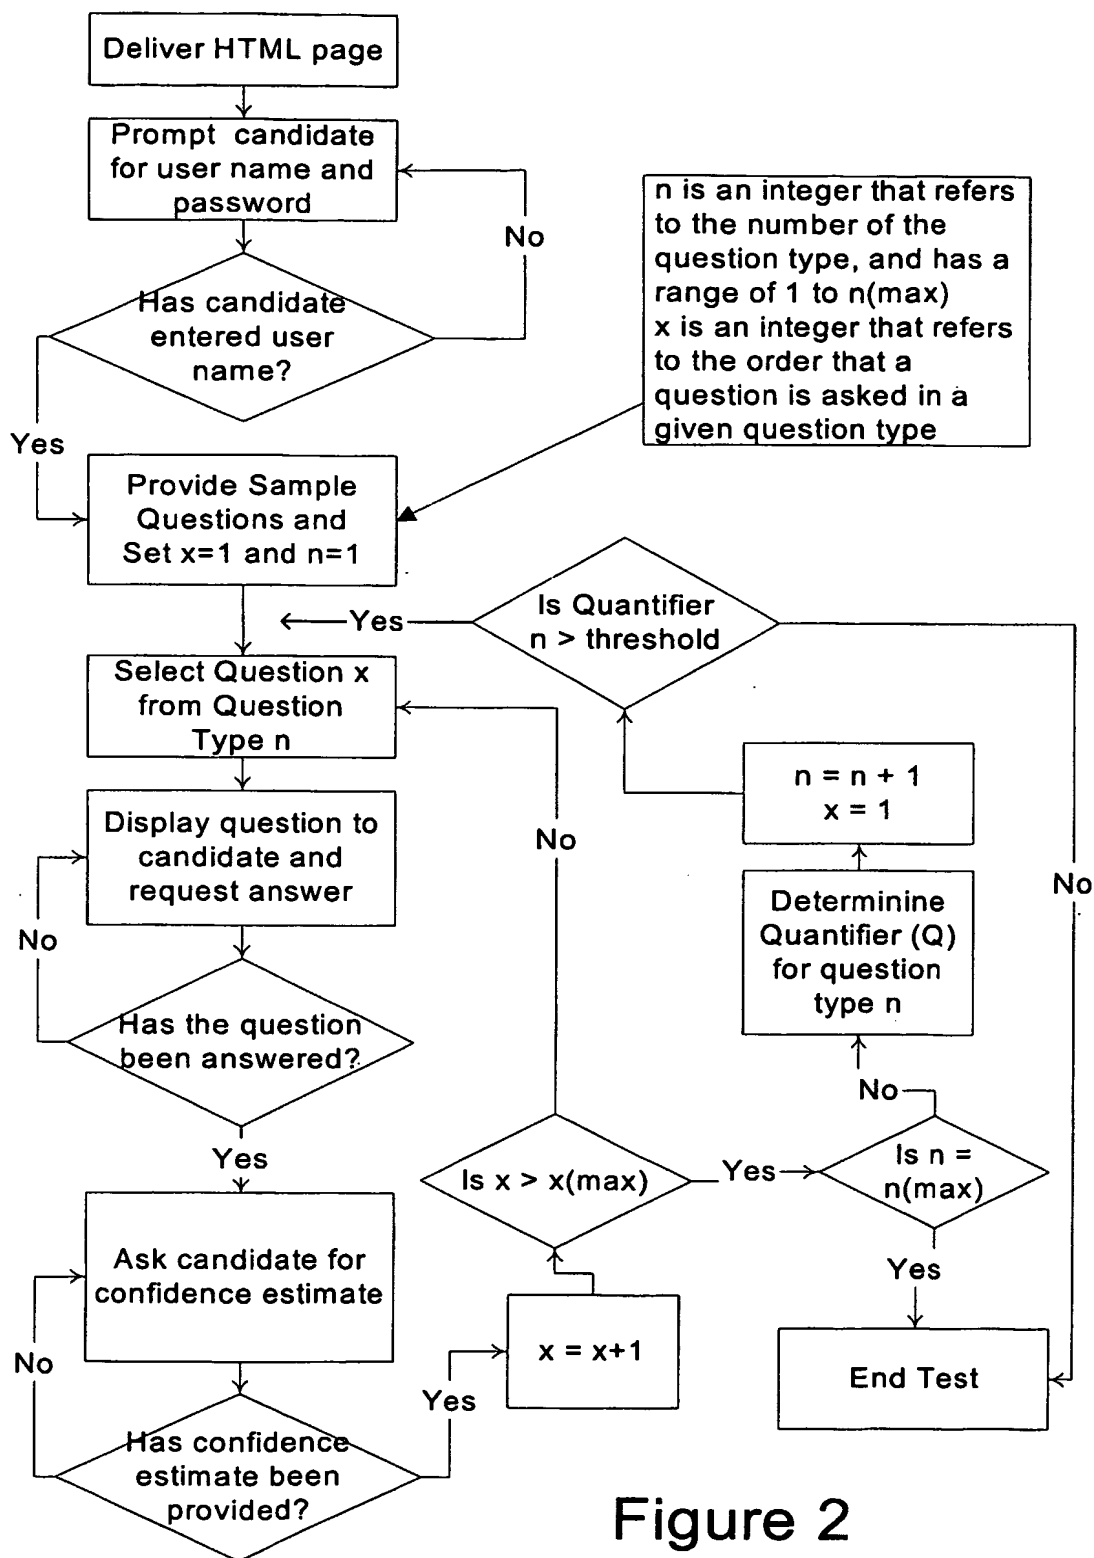 Deliver HTML page
Prompt candidate
for user name and
password
No
Has candidate
entered user
name?
Yes
n is an integer that refers
to the number of the
question type, and has a
range of 1 to n(max)
x is an integer that refers
to the order that a
question is asked in a
given question type
Provide Sample
Questions and
Set x=1 and n=1
Is Quantifier
n > threshold
Yes
Select Question x
from Question
Type n
n = n + 1
x = 1
Display question to
candidate and
request answer
No
No
No
Determinine
Quantifier (Q)
for question
type n
Has the question
been answered?
No
Yes
Is x > x(max)
Yes
Is n =
n(max)
Ask candidate for
confidence estimate
Yes
No
x = x+1
End Test
Yes
Has confidence
estimate been
provided?
Figure 2